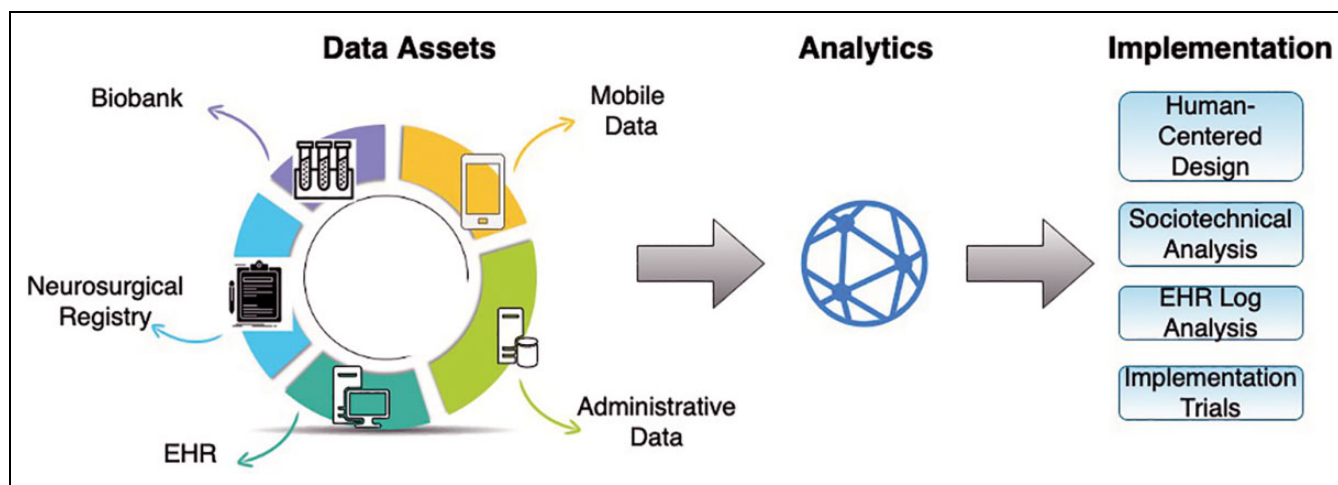 Data Assets
Analytics
Implementation
Biobank
Mobile
Data
Neurosurgical
Registry
EHR
Administrative
Data
Human-
Centered
Design
Sociotechnical
Analysis
EHR Log
Analysis
Implementation
Trials